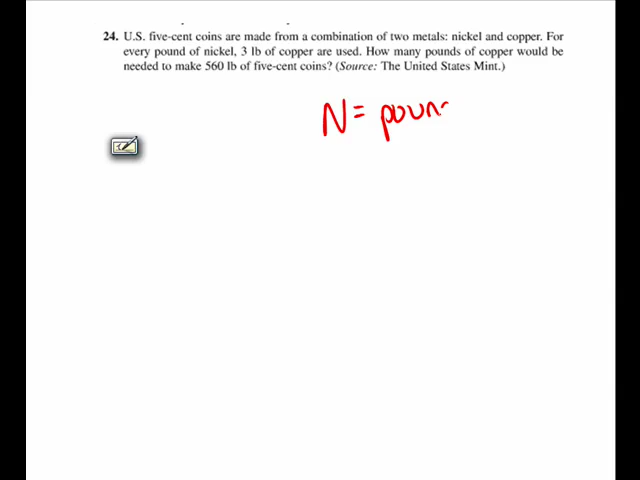 24. U.S. five-cent coins are made from a combination of two metals: nickel and copper. For
every pound of nickel, 3 lb of copper are used. How many pounds of copper would be
needed to make 560 lb of five-cent coins? (Source: The United States Mint.)
N = poun